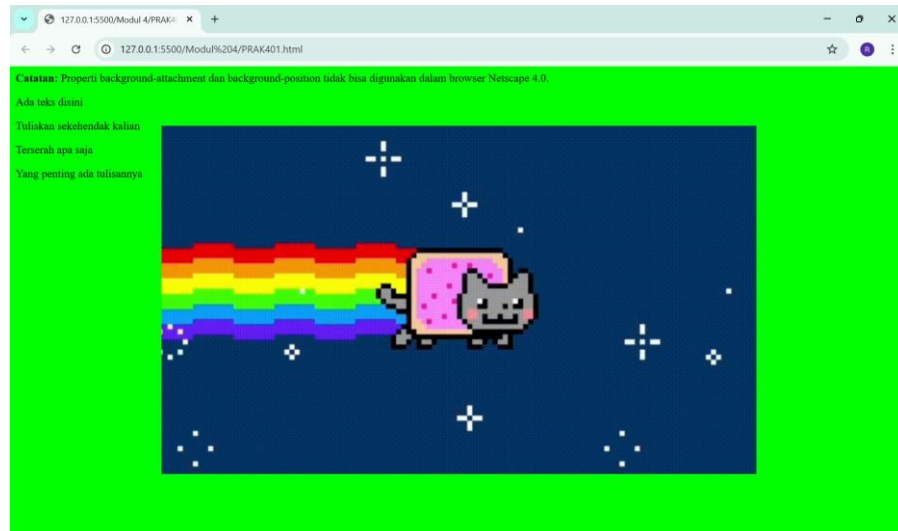 127.0.0.1:5500/Modul 4/PRAK4
127.0.0.1:5500/Modul%204/PRAK401.html
R
Catatan: Properti background-attachment dan background-position tidak bisa digunakan dalam browser Netscape 4.0.
Ada teks disini
Tuliskan sekehendak kalian
Terserah apa saja
Yang penting ada tulisannya